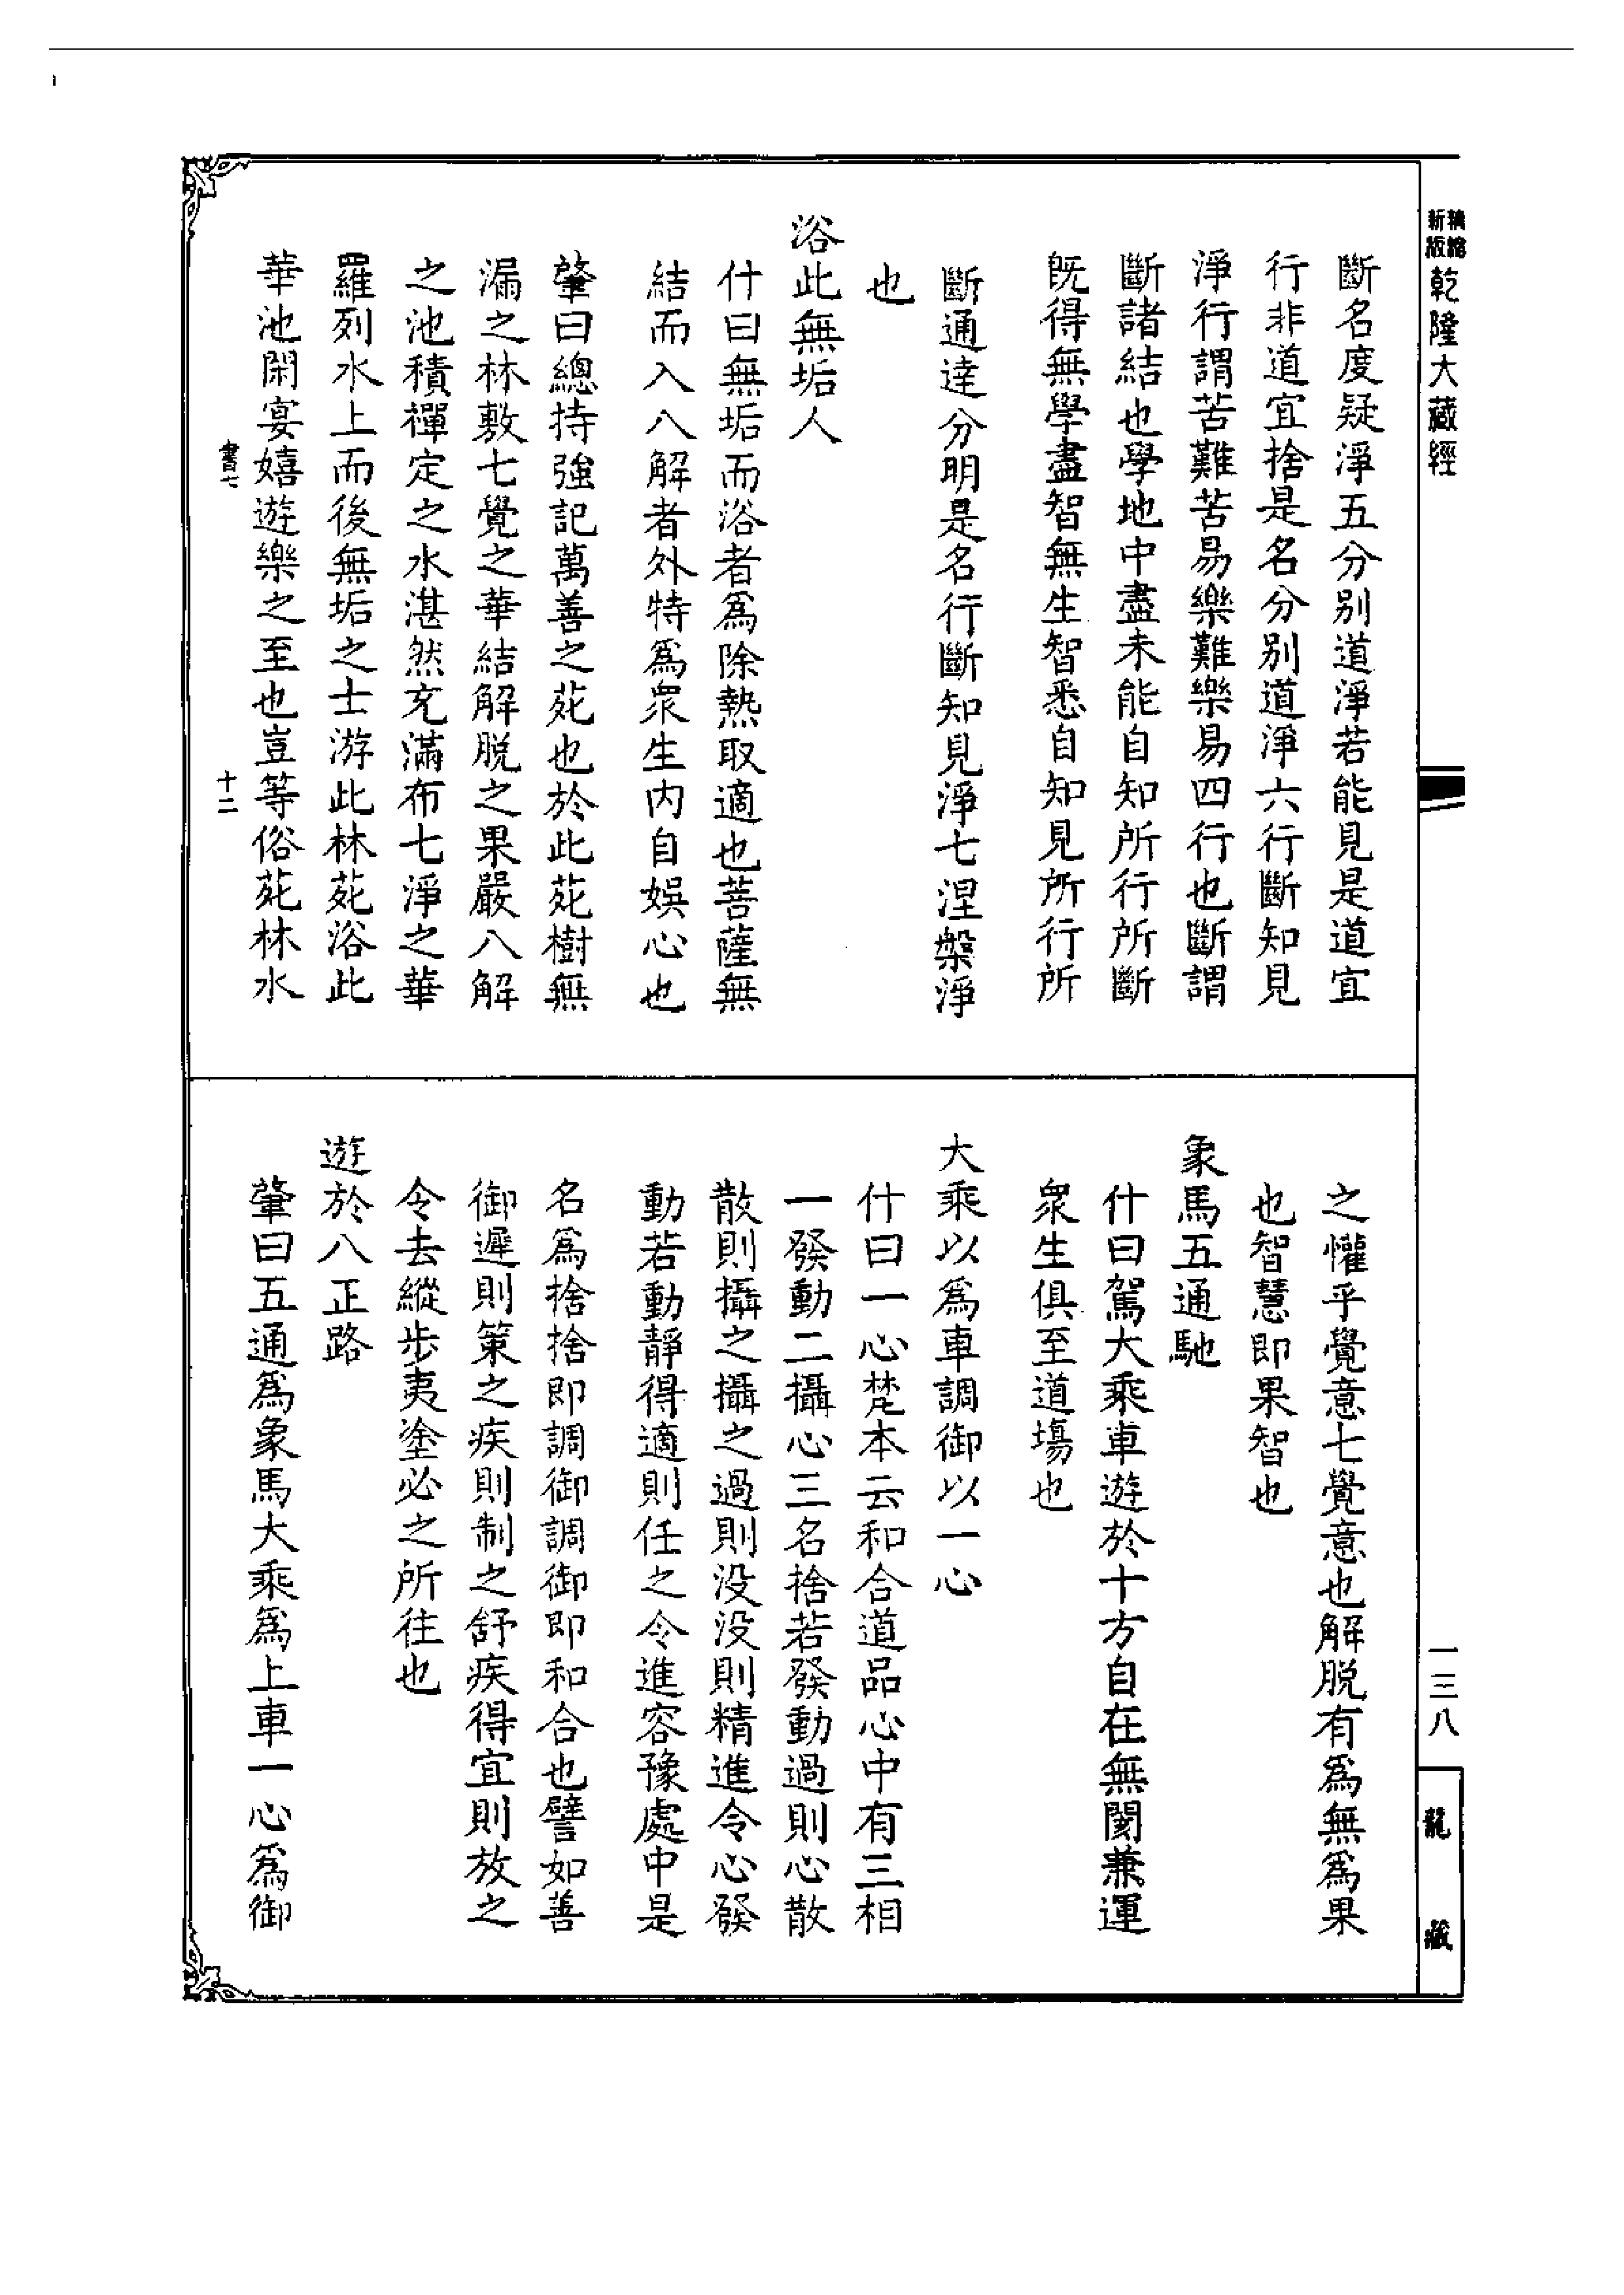 精縮新版乾隆大藏經
斷名度疑淨五分别道淨若能見是道宜
行非道宜捨是名分别道淨六行斷知見
淨行謂苦難苦易樂難樂易四行也斷謂
斷諸結也學地中盡未能自知所行所斷
旣得無學盡智無生智悉自知見所行所
斷通達分明是名行斷知見淨七涅槃淨
也
浴此無垢人
什曰無垢而浴者爲除熱取適也菩薩無
結而入八解者外特爲衆生内自娱心也
肇曰總持強記萬善之苑也於此苑樹無
漏之林敷七覺之華結解脱之果嚴八解
之池積禪定之水湛然充滿布七淨之華
羅列水上而後無垢之士游此林苑浴此
華池閑宴嬉遊樂之至也豈等俗苑林水
書七
十二
之懽乎覺意七覺意也解脱有爲無爲果
也智慧即果智也
象馬五通馳
什曰駕大乘車遊於十方自在無閡兼運
衆生俱至道場也
大乘以爲車調御以一心
什曰一心梵本云和合道品心中有三相
一發動二攝心三名捨若發動過則心散
散則攝之攝之過則没没則精進令心發
動若動靜得適則任之令進容豫處中是
名爲捨捨即調御調御即和合也譬如善
御遲則策之疾則制之舒疾得宜則放之
令去縱步夷塗必之所往也
遊於八正路
肇曰五通爲象馬大乘爲上車一心爲御
一三八
龍藏